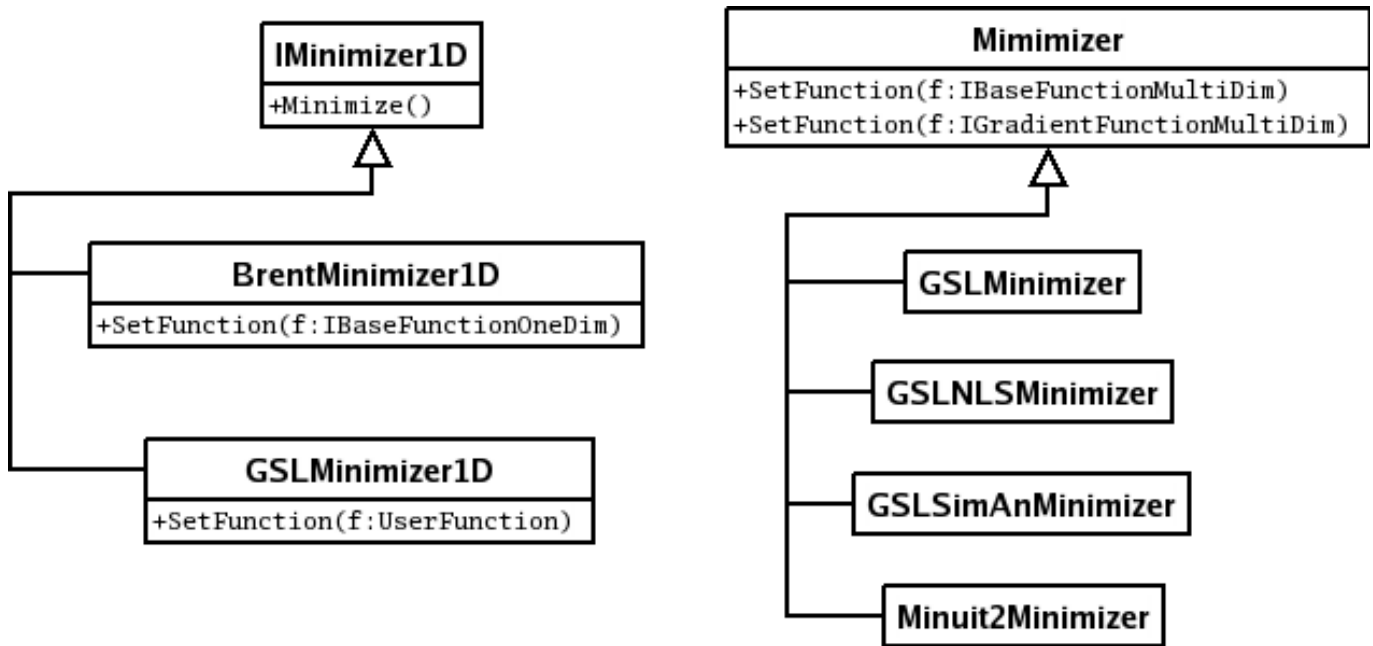 IMinimizer1D
+Minimize()
BrentMinimizer1D
+SetFunction(f:IBaseFunctionOneDim)
GSLMinimizer1D
+SetFunction(f:UserFunction)
Mimimizer
+SetFunction(f:IBaseFunctionMultiDim)
+SetFunction(f:IGradientFunctionMultiDim)
GSLMinimizer
GSLNLSMinimizer
GSLSimAnMinimizer
Minuit2Minimizer